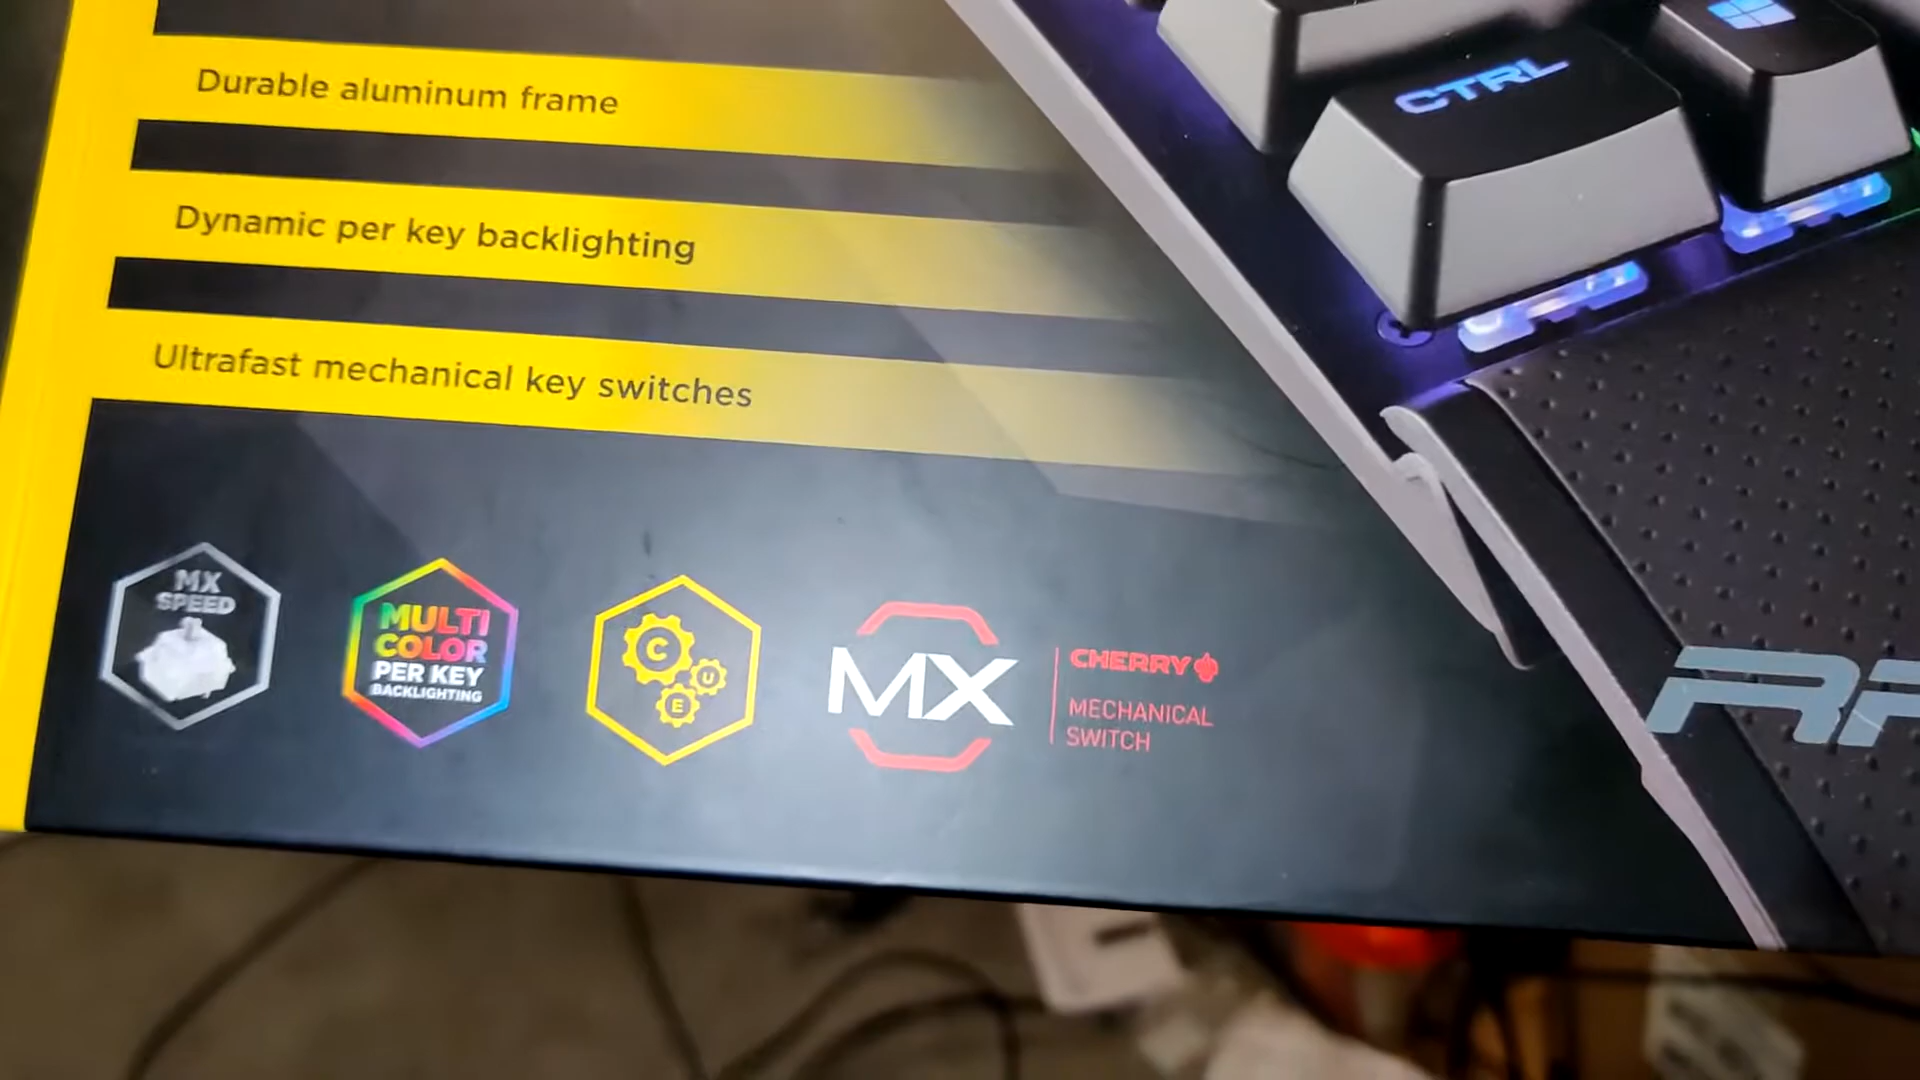 Durable aluminum frame
Dynamic per key backlighting
Ultrafast mechanical key switches
CTRL
MX
SPEED
MULTI
COLOR
PER KEY
BACKLIGHTING
C
U
E
MX
CHERRY
MECHANICAL
SWITCH